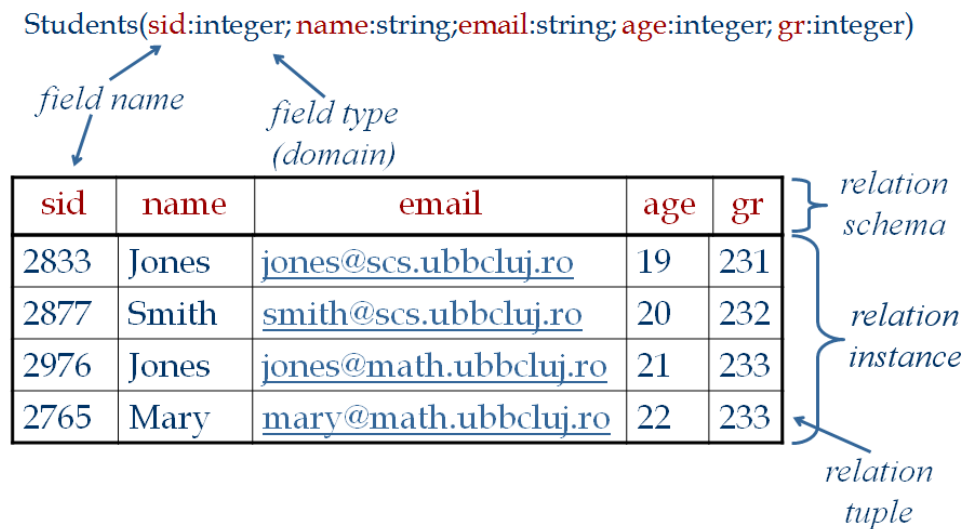 Students(sid:integer; name:string;email:string; age:integer; gr:integer)
field name
field type
(domain)
sid name email age gr
relation
schema
2833 Jones jones@scs.ubbcluj.ro 19 231
2877 Smith smith@scs.ubbcluj.ro 20 232
2976 Jones jones@math.ubbcluj.ro 21 233
2765 Mary mary@math.ubbcluj.ro 22 233
relation
instance
relation
tuple